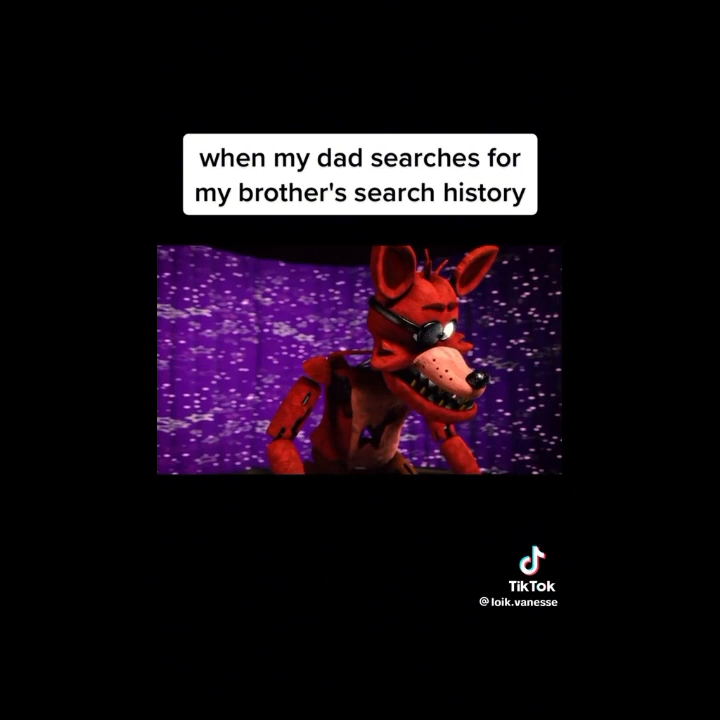 when my dad searches for
my brother's search history
TikTok
@loik.vanesse